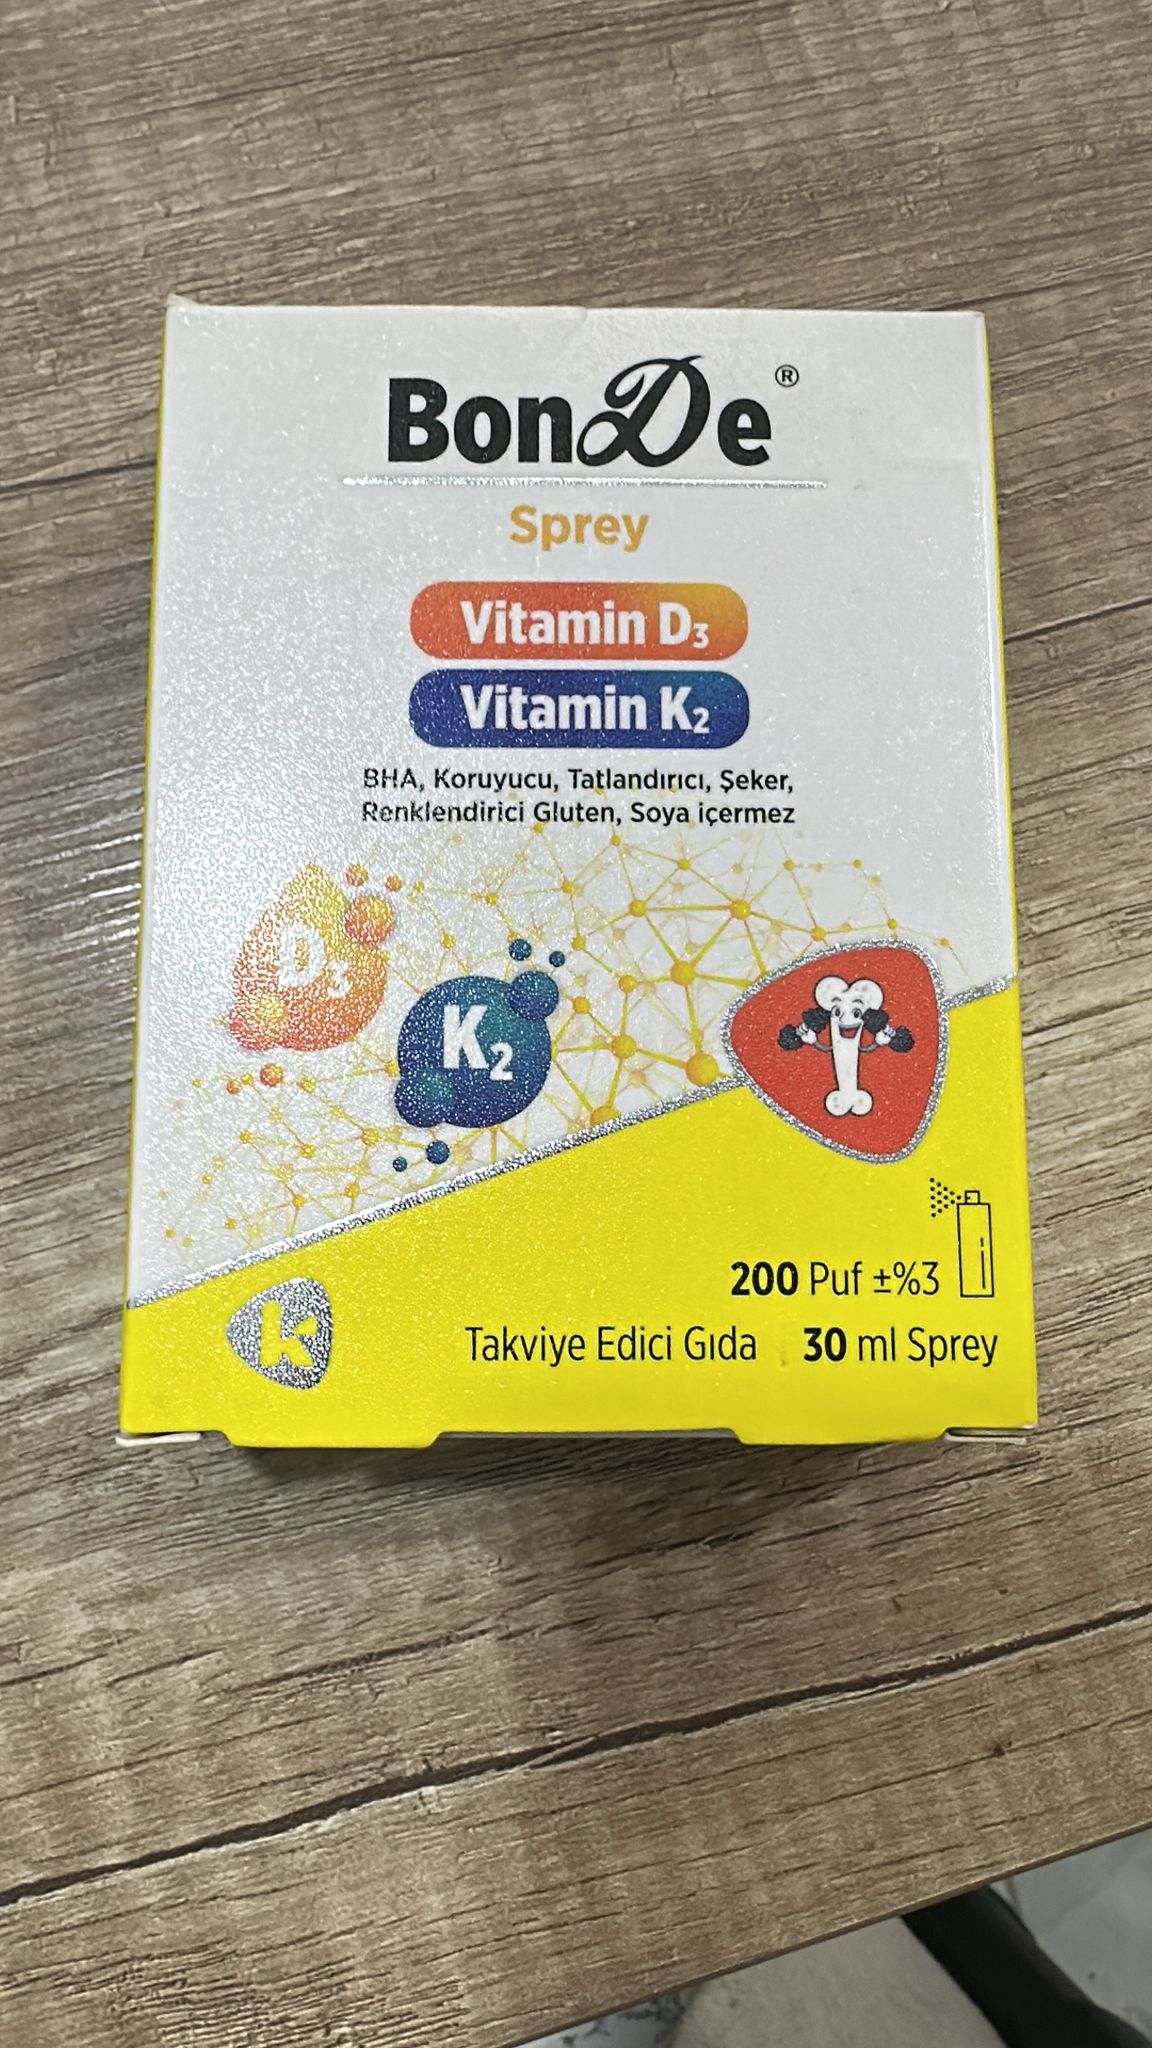 BonDe®
Sprey
Vitamin D₃
Vitamin K₂
BHA, Koruyucu, Tatlandırıcı, Şeker,
Renklendirici Gluten, Soya içermez
D₃
K₂
200 Puf ±%3
k
Takviye Edici Gıda 30 ml Sprey